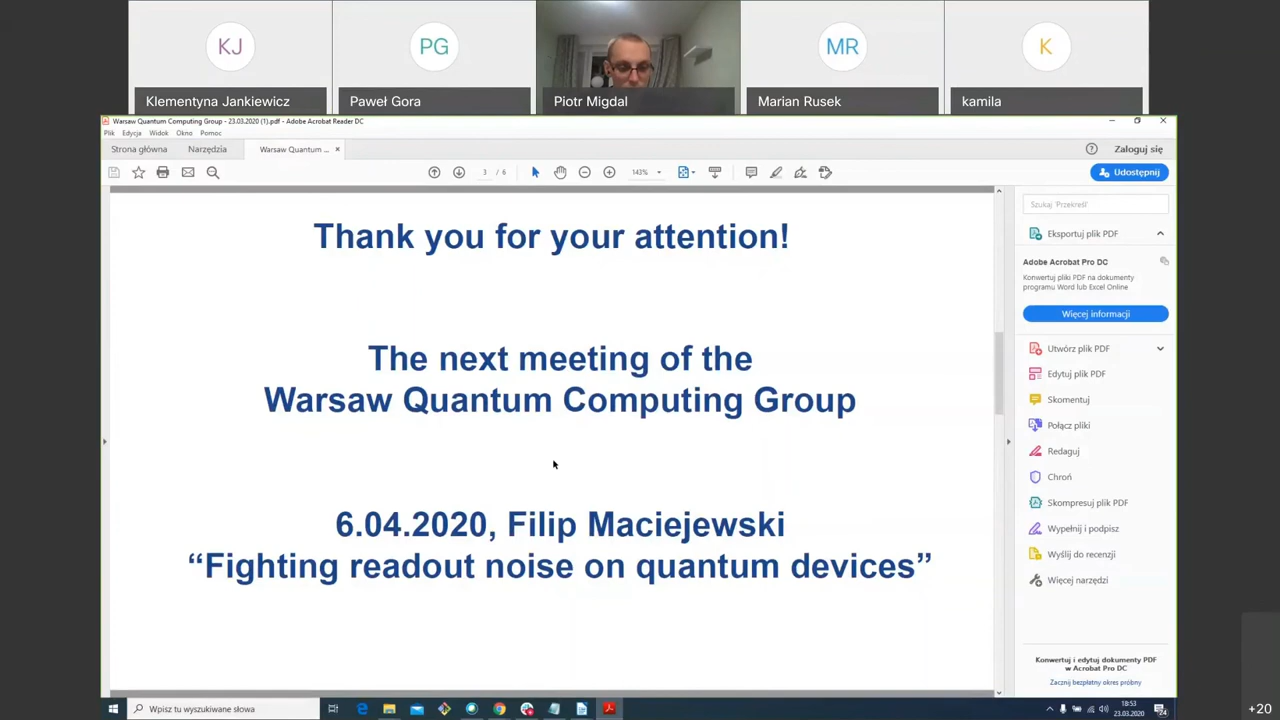 KJ
PG
MR
K
Klementyna Jankiewicz
Paweł Gora
Piotr Migdal
Marian Rusek
kamila
Warsaw Quantum Computing Group - 23.03.2020 (1).pdf - Adobe Acrobat Reader DC
Plik Edycja Widok Okno Pomoc
Strona główna Narzędzia Warsaw Quantum ... Zaloguj się
3 / 6 143% Udostępnij
Thank you for your attention!
The next meeting of the
Warsaw Quantum Computing Group
6.04.2020, Filip Maciejewski
“Fighting readout noise on quantum devices”
Szukaj 'Przekreśl'
Eksportuj plik PDF
Adobe Acrobat Pro DC
Konwertuj pliki PDF na dokumenty
programu Word lub Excel Online
Więcej informacji
Utwórz plik PDF
Edytuj plik PDF
Skomentuj
Połącz pliki
Redaguj
Chroń
Skompresuj plik PDF
Wypełnij i podpisz
Wyślij do recenzji
Więcej narzędzi
Konwertuj i edytuj dokumenty PDF
w Acrobat Pro DC
Zacznij bezpłatny okres próbny
Wpisz tu wyszukiwane słowa
18:53
23.03.2020
24
+20